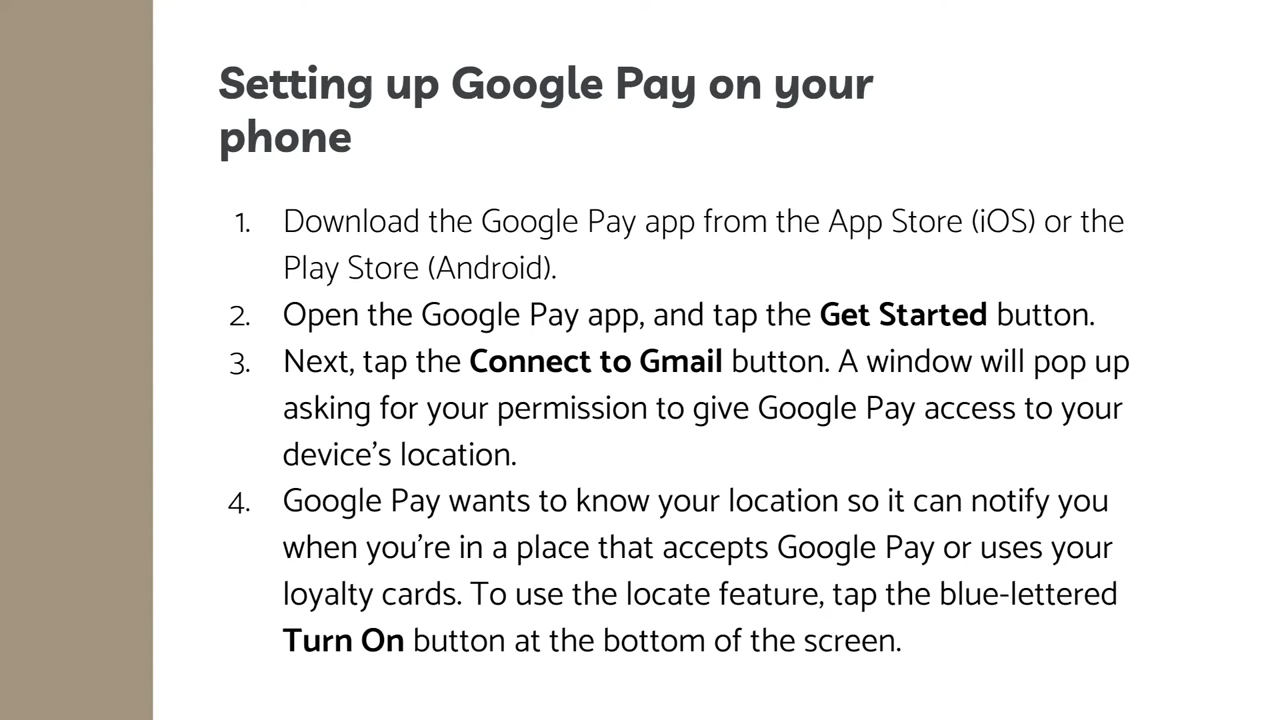 Setting up Google Pay on your
phone
1. Download the Google Pay app from the App Store (iOS) or the
Play Store (Android).
2. Open the Google Pay app, and tap the Get Started button.
3. Next, tap the Connect to Gmail button. A window will pop up
asking for your permission to give Google Pay access to your
device’s location.
4. Google Pay wants to know your location so it can notify you
when you’re in a place that accepts Google Pay or uses your
loyalty cards. To use the locate feature, tap the blue-lettered
Turn On button at the bottom of the screen.